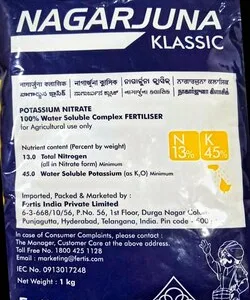 NAGARJUNA
KLASSIC
POTASSIUM NITRATE
100% Water Soluble Complex FERTILISER
for Agricultural use only
Nutrient content (Percent by weight)
13.0 Total Nitrogen
(all in Nitrate form) Minimum
45.0 Water Soluble Potassium (as K₂O) Minimum
N
13%
K
45%
Imported, Packed & Marketed by :
Fertis India Private Limited
6-3-668/10/56, P.No. 56, 1st Floor, Durga Nagar
Punjagutta, Hyderabad, Telangana, India. Pin code -
In case of Consumer Complaints, please contact :
The Manager, Customer Care at the above address
Toll Free No. 1800 425 1128
Email : marketing@fertis.com
IEC No. 0913017248
Net Weight : 1 kg